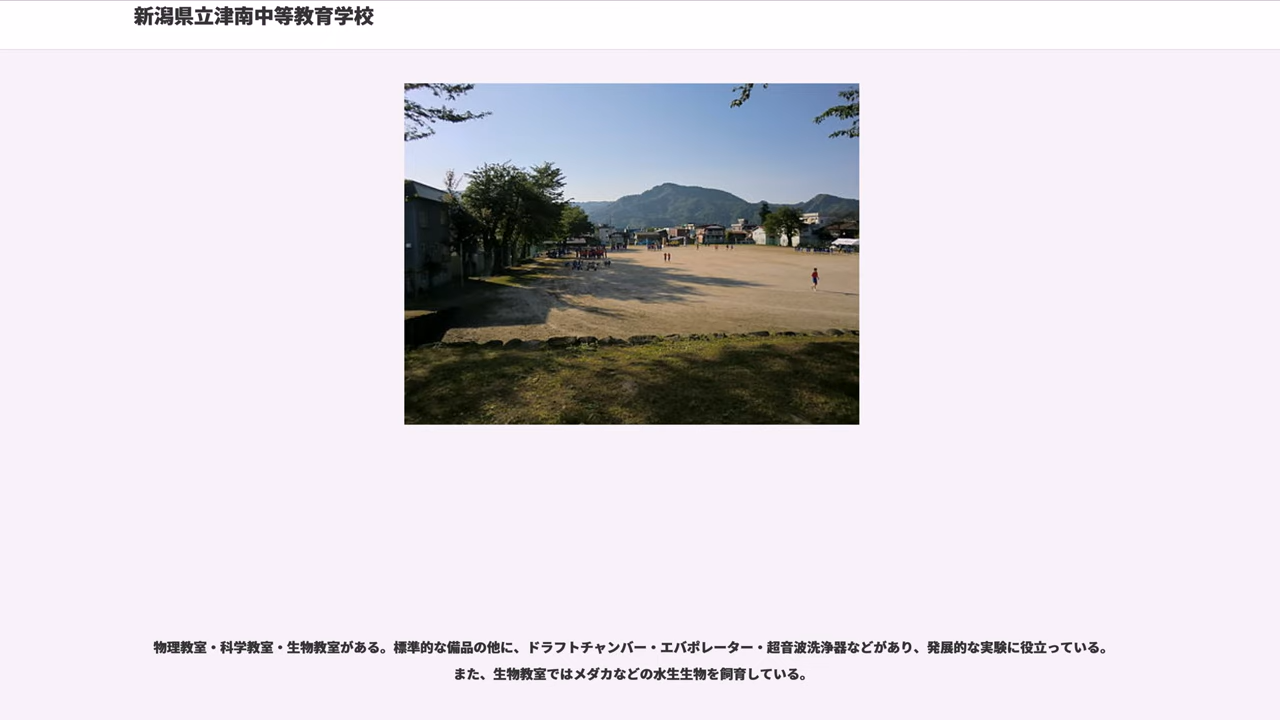 新潟県立津南中等教育学校
物理教室・科学教室・生物教室がある。標準的な備品の他に、ドラフトチャンバー・エバポレーター・超音波洗浄器などがあり、発展的な実験に役立っている。
また、生物教室ではメダカなどの水生生物を飼育している。